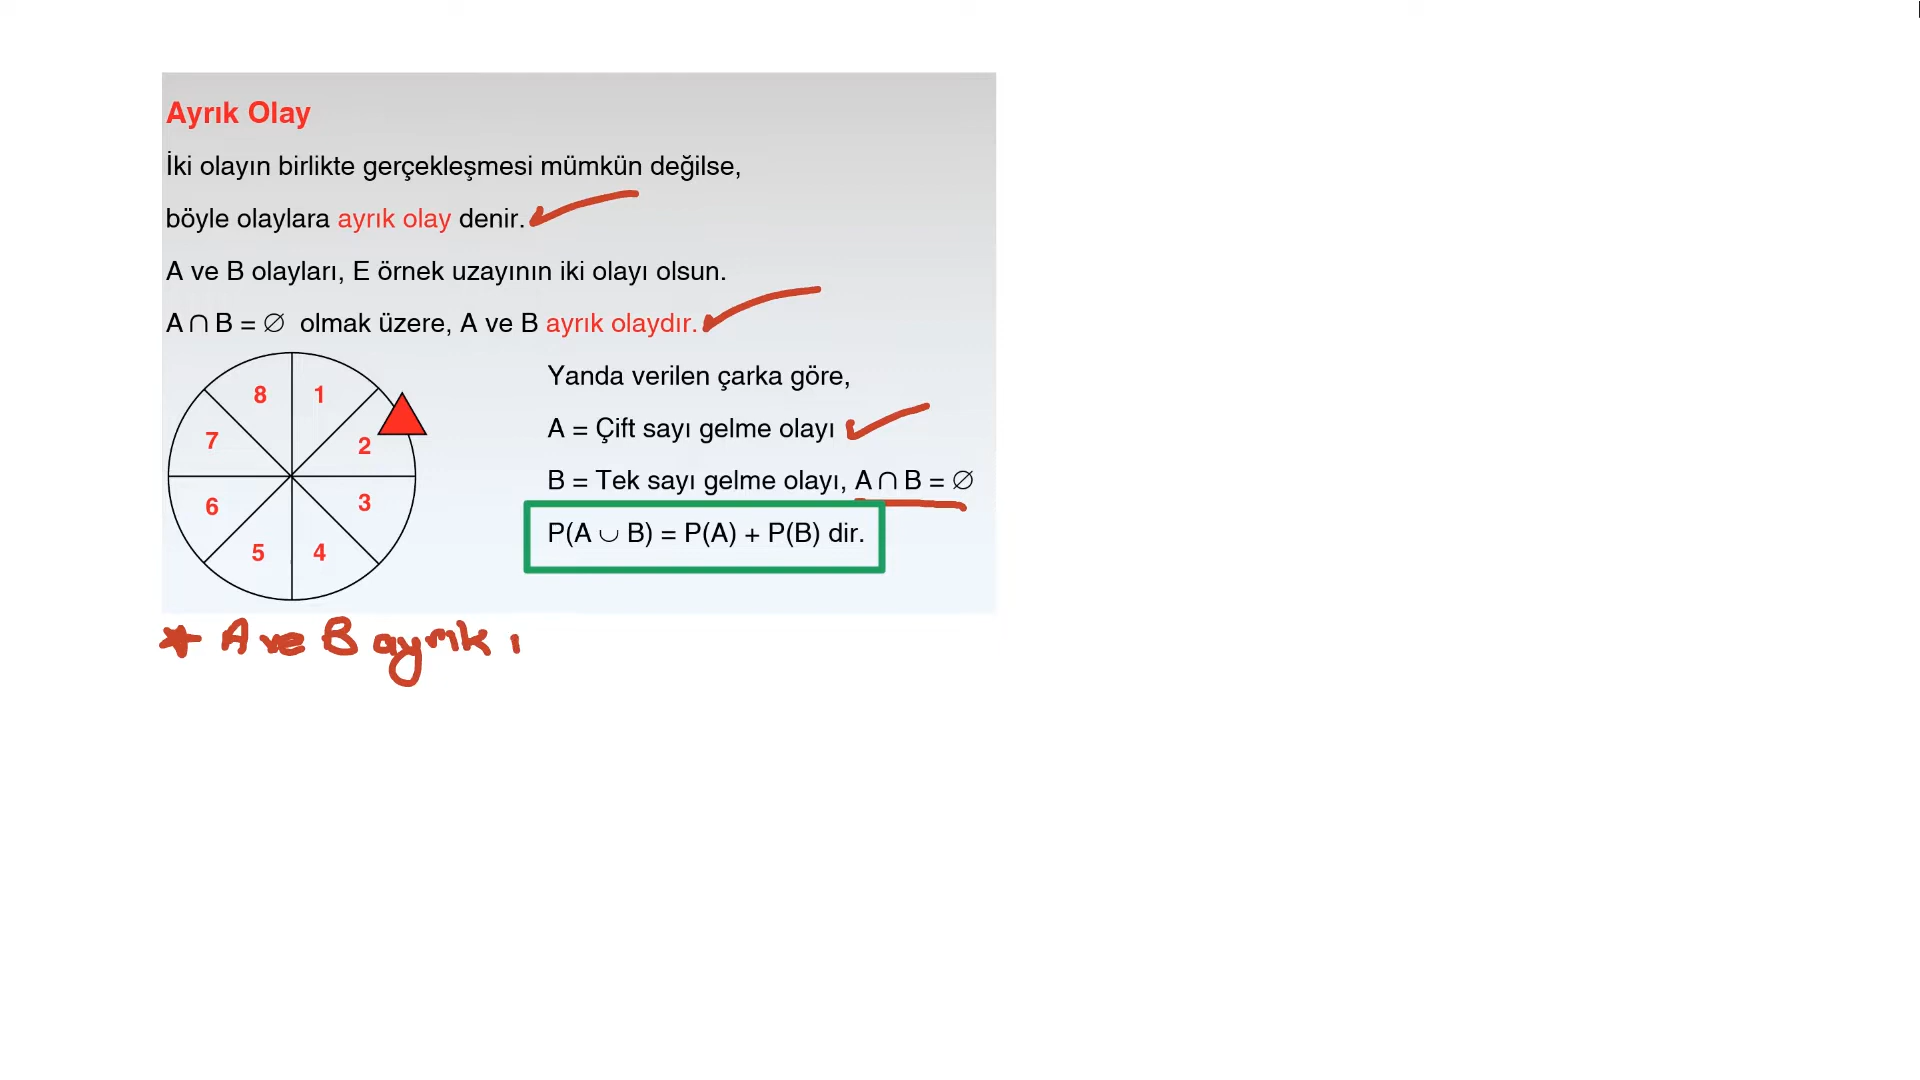 Ayrık Olay
İki olayın birlikte gerçekleşmesi mümkün değilse,
böyle olaylara ayrık olay denir.
A ve B olayları, E örnek uzayının iki olayı olsun.
A ∩ B = ∅ olmak üzere, A ve B ayrık olaydır.
8 1
7 2
6 3
5 4
Yanda verilen çarka göre,
A = Çift sayı gelme olayı
B = Tek sayı gelme olayı, A ∩ B = ∅
P(A ∪ B) = P(A) + P(B) dir.
* A ve B ayrık